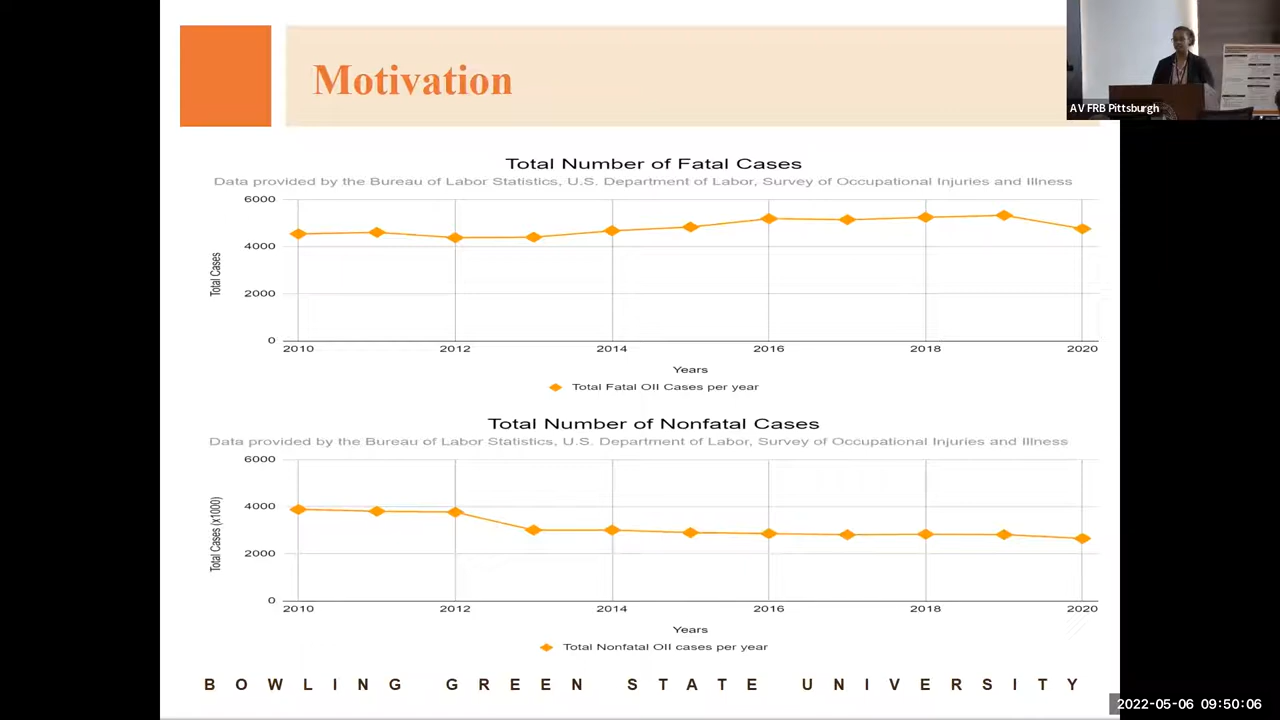 Motivation
AV FRB Pittsburgh
Total Number of Fatal Cases
Data provided by the Bureau of Labor Statistics, U.S. Department of Labor, Survey of Occupational Injuries and Illness
6000
4000
2000
0
Total Cases
2010 2012 2014 2016 2018 2020
Years
Total Fatal OII Cases per year
Total Number of Nonfatal Cases
Data provided by the Bureau of Labor Statistics, U.S. Department of Labor, Survey of Occupational Injuries and Illness
6000
4000
2000
0
Total Cases (x1000)
2010 2012 2014 2016 2018 2020
Years
Total Nonfatal OII cases per year
BOWLING GREEN STATE UNIVERSITY
2022-05-06 09:50:06